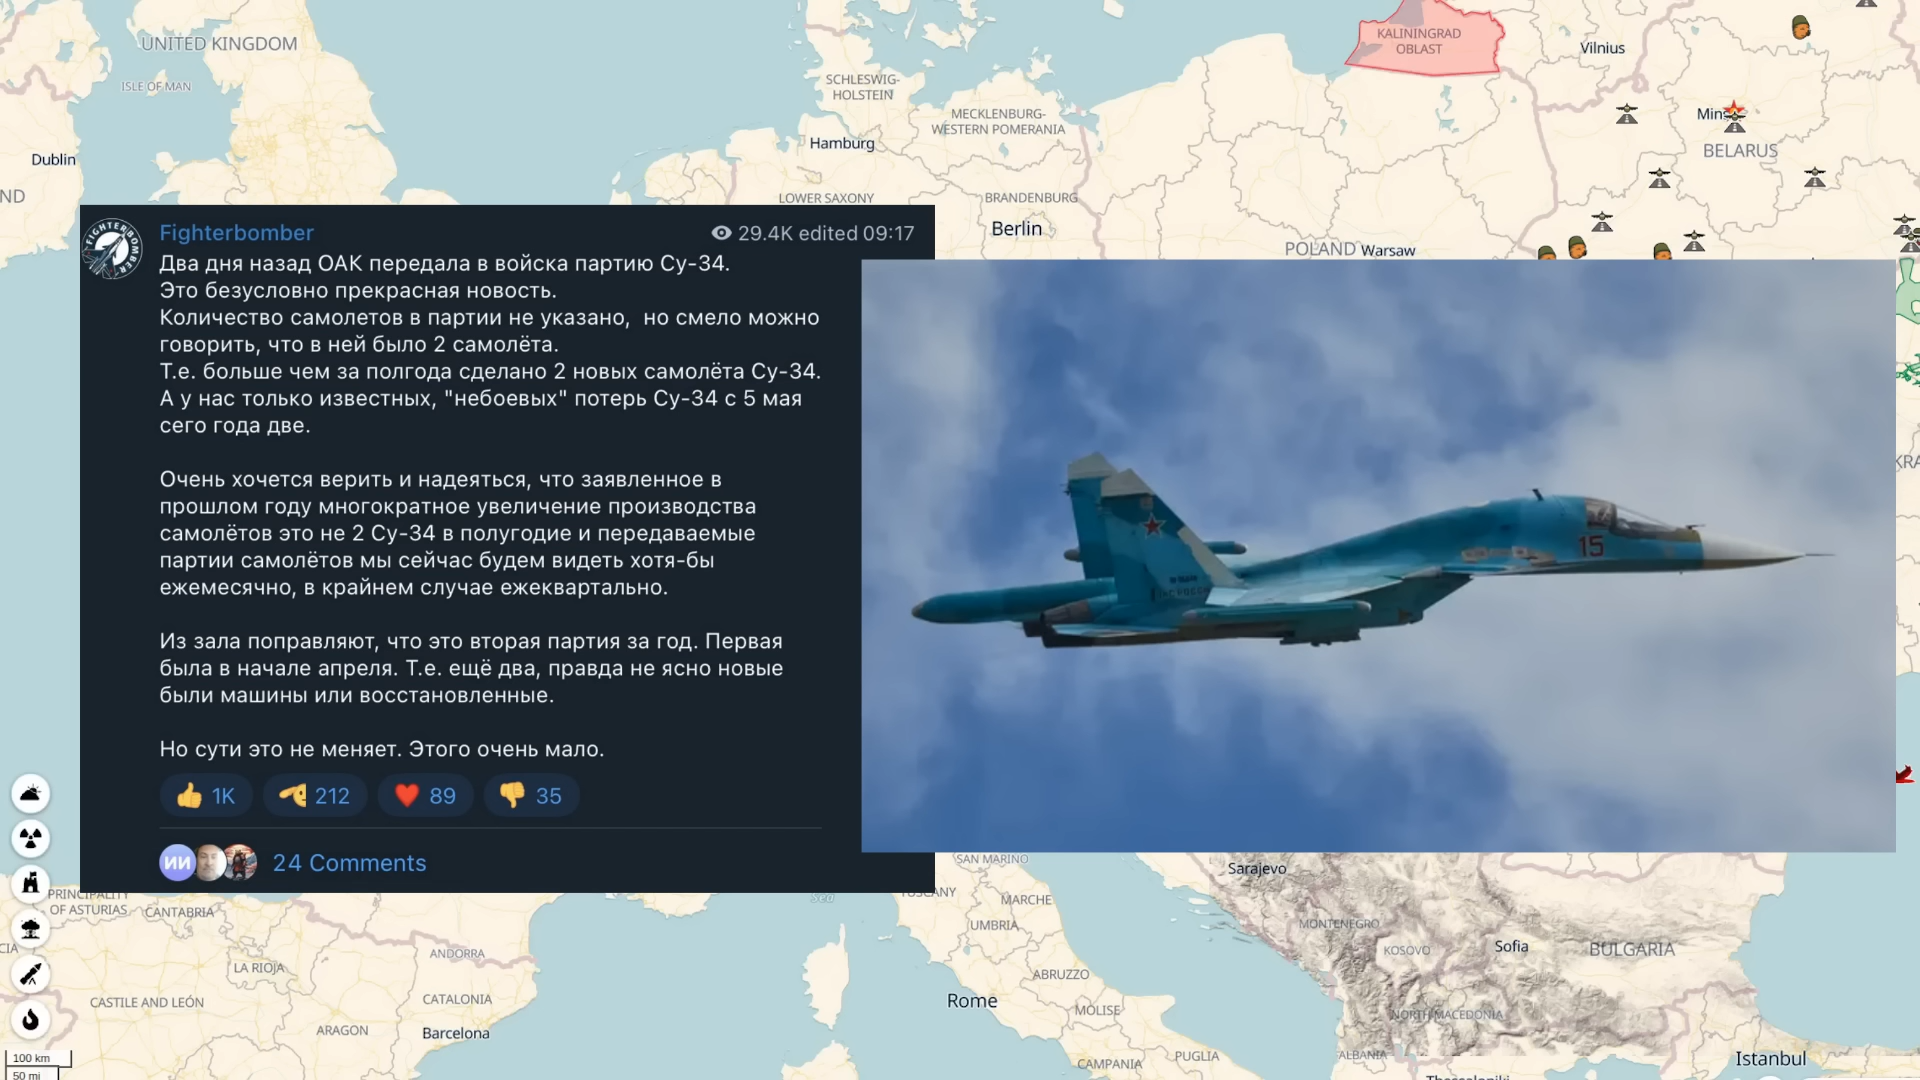 UNITED KINGDOM
ISLE OF MAN
Dublin
ND
SCHLESWIG-
HOLSTEIN
MECKLENBURG-
WESTERN POMERANIA
Hamburg
LOWER SAXONY
BRANDENBURG
Berlin
POLAND
Warsaw
KALININGRAD
OBLAST
Vilnius
BELARUS
Fighterbomber
29.4K edited 09:17
Два дня назад ОАК передала в войска партию Су-34.
Это безусловно прекрасная новость.
Количество самолетов в партии не указано,  но смело можно
говорить, что в ней было 2 самолёта.
Т.е. больше чем за полгода сделано 2 новых самолёта Су-34.
А у нас только известных, "небоевых" потерь Су-34 с 5 мая
сего года две.
Очень хочется верить и надеяться, что заявленное в
прошлом году многократное увеличение производства
самолётов это не 2 Су-34 в полугодие и передаваемые
партии самолётов мы сейчас будем видеть хотя-бы
ежемесячно, в крайнем случае ежеквартально.
Из зала поправляют, что это вторая партия за год. Первая
была в начале апреля. Т.е. ещё два, правда не ясно новые
были машины или восстановленные.
Но сути это не меняет. Этого очень мало.
1K 212 89 35
ИИ
24 Comments
FIGHTERBOMBER
15
KRA
PRINCIPALITY
OF ASTURIAS
CANTABRIA
CIA
LA RIOJA
ANDORRA
CASTILE AND LEÓN
CATALONIA
ARAGON
Barcelona
100 km
50 mi
Sea
SAN MARINO
TUSCANY
MARCHE
UMBRIA
ABRUZZO
Rome
MOLISE
CAMPANIA
PUGLIA
Sarajevo
MONTENEGRO
KOSOVO
Sofia
BULGARIA
NORTH MACEDONIA
ALBANIA
Thessaloniki
Istanbul